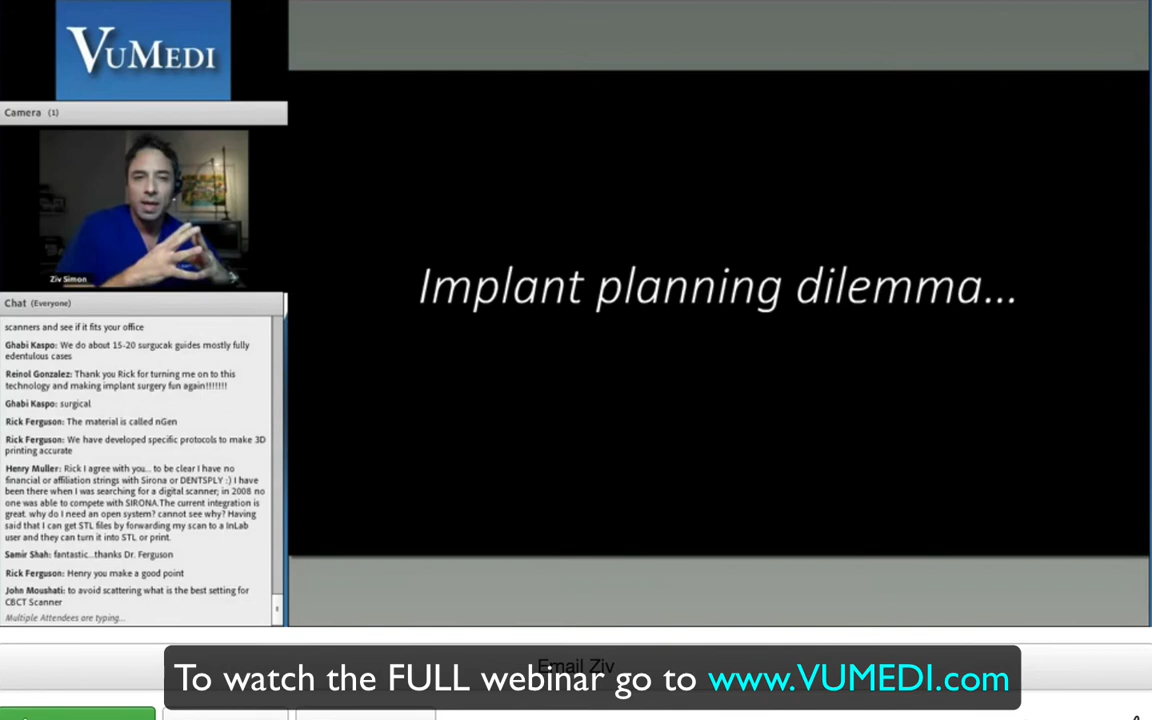 VUMEDI
Camera (1)
Ziv Simon
Chat (Everyone)
scanners and see if it fits your office
Ghabi Kaspo: We do about 15-20 surgucak guides mostly fully
edentulous cases
Reinol Gonzalez: Thank you Rick for turning me on to this
technology and making implant surgery fun again!!!!!!!
Ghabi Kaspo: surgical
Rick Ferguson: The material is called nGen
Rick Ferguson: We have developed specific protocols to make 3D
printing accurate
Henry Muller: Rick I agree with you... to be clear I have no
financial or affiliation strings with Sirona or DENTSPLY :) I have
been there when I was searching for a digital scanner; in 2008 no
one was able to compete with SIRONA.The current integration is
great. why do I need an open system? cannot see why? Having
said that I can get STL files by forwarding my scan to a InLab
user and they can turn it into STL or print.
Samir Shah: fantastic...thanks Dr. Ferguson
Rick Ferguson: Henry you make a good point
John Moushati: to avoid scattering what is the best setting for
CBCT Scanner
Multiple Attendees are typing...
Implant planning dilemma...
Email Ziv
To watch the FULL webinar go to www.VUMEDI.com